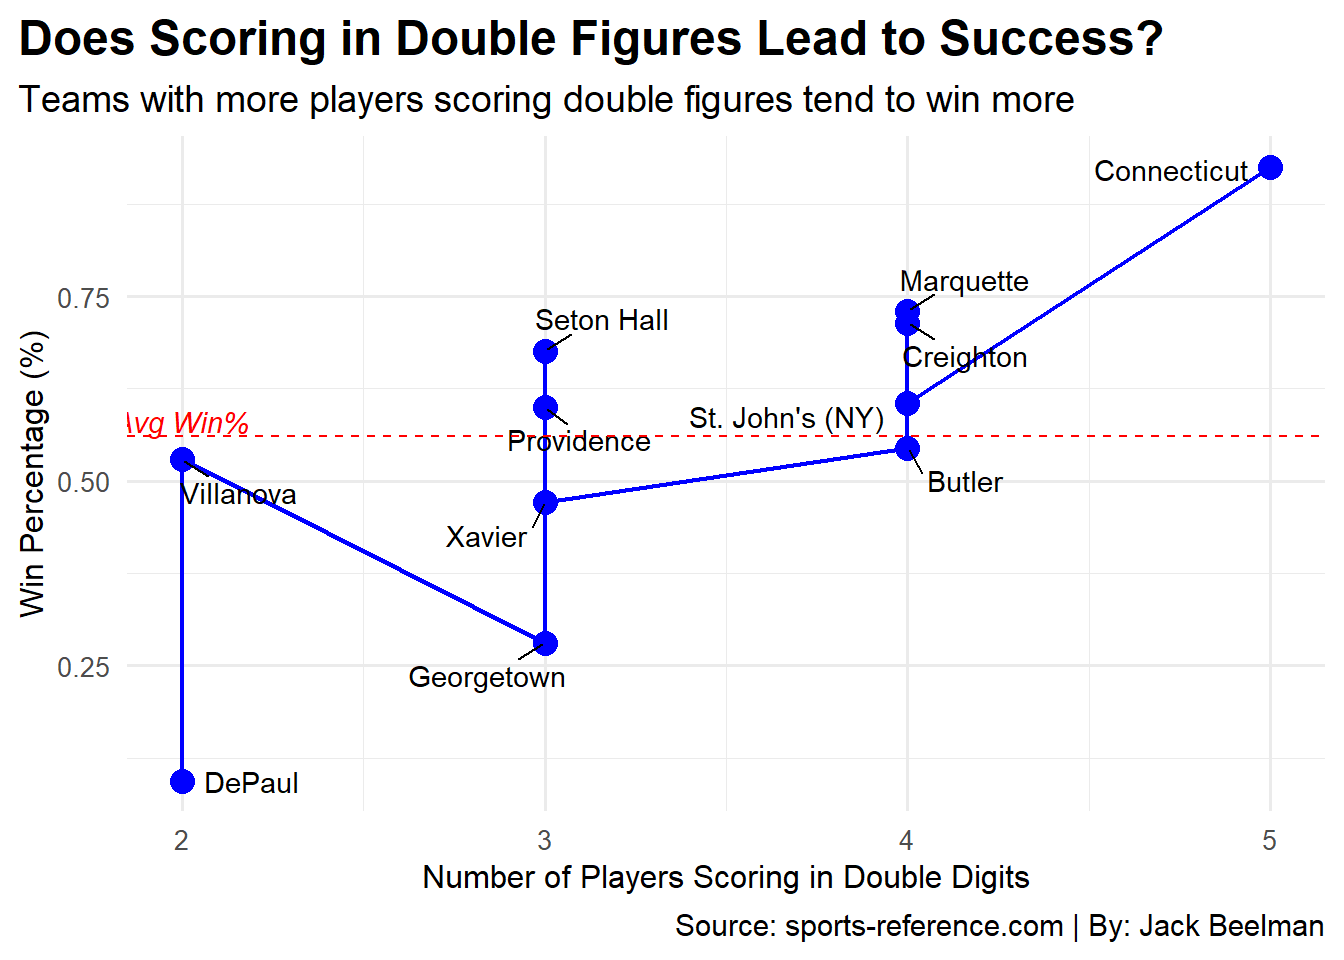 Does Scoring in Double Figures Lead to Success?
Teams with more players scoring double figures tend to win more
Connecticut
Marquette
0.75
Seton Hall
Creighton
St. John's (NY)
Avg Win%
Providence
0.50
Villanova
Butler
Xavier
Win Percentage (%)
0.25
Georgetown
DePaul
2
3
4
5
Number of Players Scoring in Double Digits
Source: sports-reference.com | By: Jack Beelman